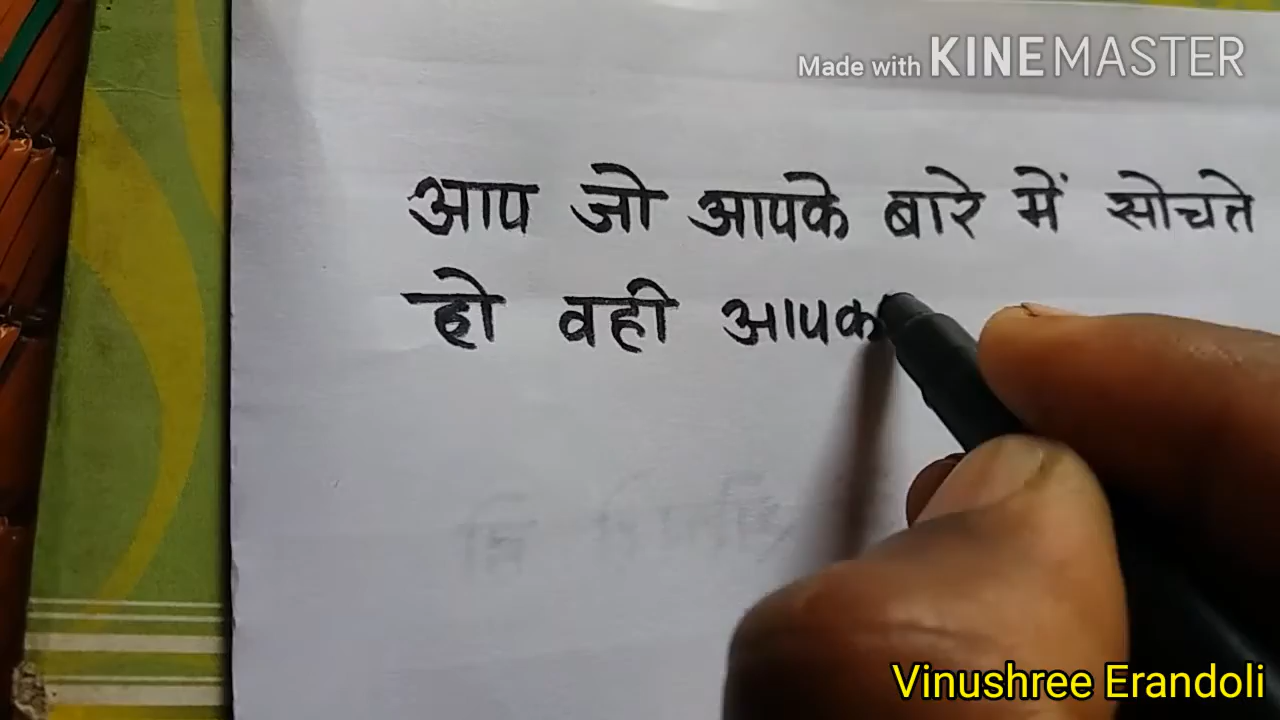 Made with KINEMASTER
आप जो आपके बारे में सोचते
हो वही आपक
Vinushree Erandoli